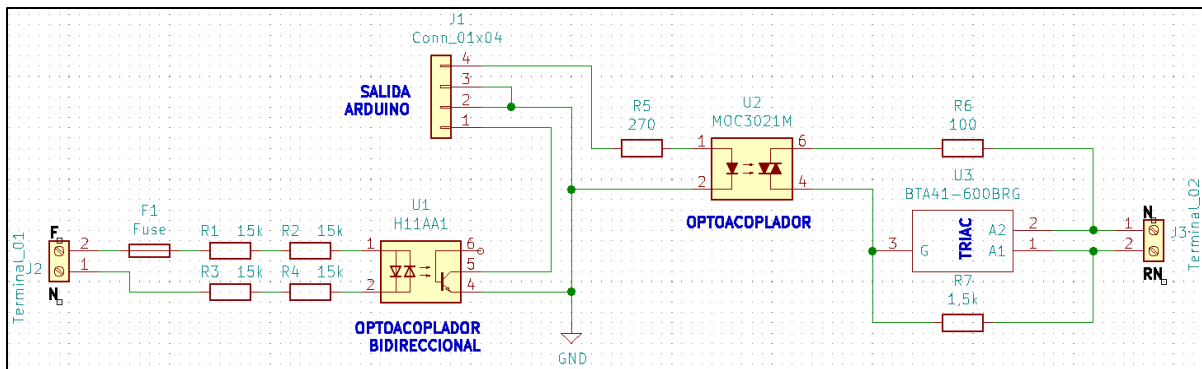 J1
Conn_01x04
4
3
2
1
SALIDA
ARDUINO
R5
270
U2
MOC3021M
1
2
6
4
OPTOACOPLADOR
R6
100
U3
BTA41-600BRG
3
G
TRIAC
A2
A1
2
1
R7
1,5k
N
1
2
J3
RN
Terminal_02
Terminal_01
F
2
1
J2
N
F1
Fuse
R1 15k
R2 15k
R3 15k
R4 15k
U1
H11AA1
1
2
6
5
4
OPTOACOPLADOR
BIDIRECCIONAL
GND